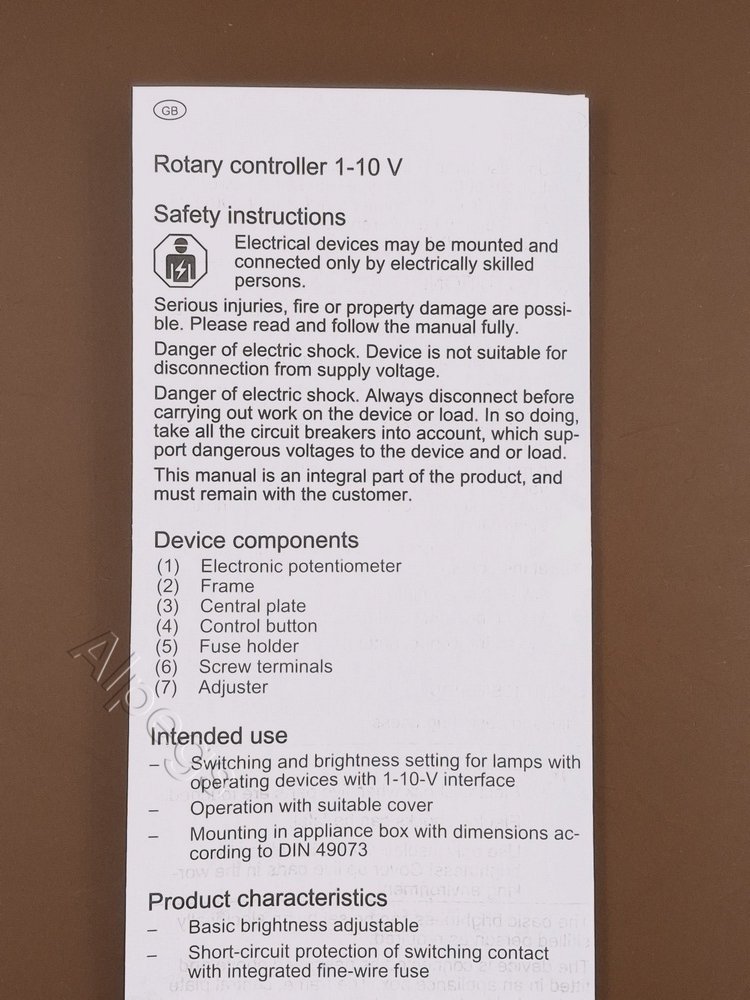 GB
Rotary controller 1-10 V
Safety instructions
Electrical devices may be mounted and
connected only by electrically skilled
persons.
Serious injuries, fire or property damage are possi-
ble. Please read and follow the manual fully.
Danger of electric shock. Device is not suitable for
disconnection from supply voltage.
Danger of electric shock. Always disconnect before
carrying out work on the device or load. In so doing,
take all the circuit breakers into account, which sup-
port dangerous voltages to the device and or load.
This manual is an integral part of the product, and
must remain with the customer.
Device components
(1) Electronic potentiometer
(2) Frame
(3) Central plate
(4) Control button
(5) Fuse holder
(6) Screw terminals
(7) Adjuster
Intended use
– Switching and brightness setting for lamps with
operating devices with 1-10-V interface
– Operation with suitable cover
– Mounting in appliance box with dimensions ac-
cording to DIN 49073
Product characteristics
– Basic brightness adjustable
– Short-circuit protection of switching contact
with integrated fine-wire fuse